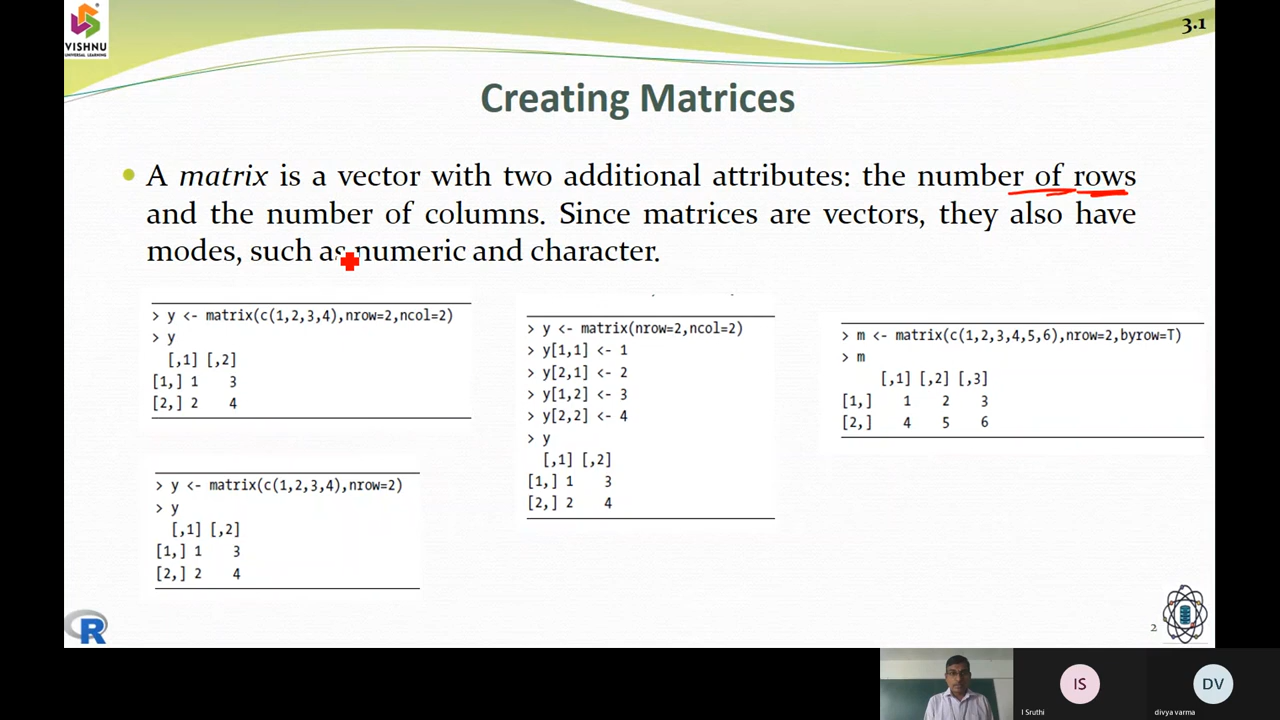 VISHNU
UNIVERSAL LEARNING
3.1
Creating Matrices
A matrix is a vector with two additional attributes: the number of rows
and the number of columns. Since matrices are vectors, they also have
modes, such as numeric and character.
> y <- matrix(c(1,2,3,4),nrow=2,ncol=2)
> y
[,1] [,2]
[1,] 1 3
[2,] 2 4
> y <- matrix(c(1,2,3,4),nrow=2)
> y
[,1] [,2]
[1,] 1 3
[2,] 2 4
> y <- matrix(nrow=2,ncol=2)
> y[1,1] <- 1
> y[2,1] <- 2
> y[1,2] <- 3
> y[2,2] <- 4
> y
[,1] [,2]
[1,] 1 3
[2,] 2 4
> m <- matrix(c(1,2,3,4,5,6),nrow=2,byrow=T)
> m
[,1] [,2] [,3]
[1,] 1 2 3
[2,] 4 5 6
R
2
IS
DV
I Sruthi
divya varma